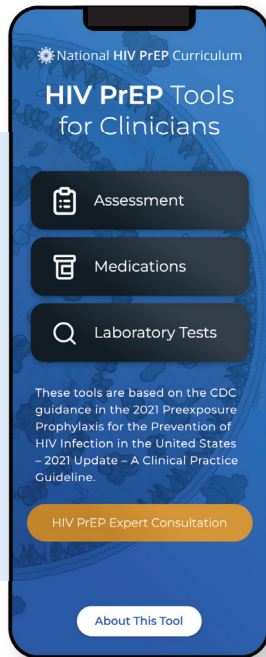 National HIV PrEP Curriculum
HIV PrEP Tools
for Clinicians
Assessment
Medications
Laboratory Tests
These tools are based on the CDC
guidance in the 2021 Preexposure
Prophylaxis for the Prevention of
HIV Infection in the United States
– 2021 Update – A Clinical Practice
Guideline.
HIV PrEP Expert Consultation
About This Tool